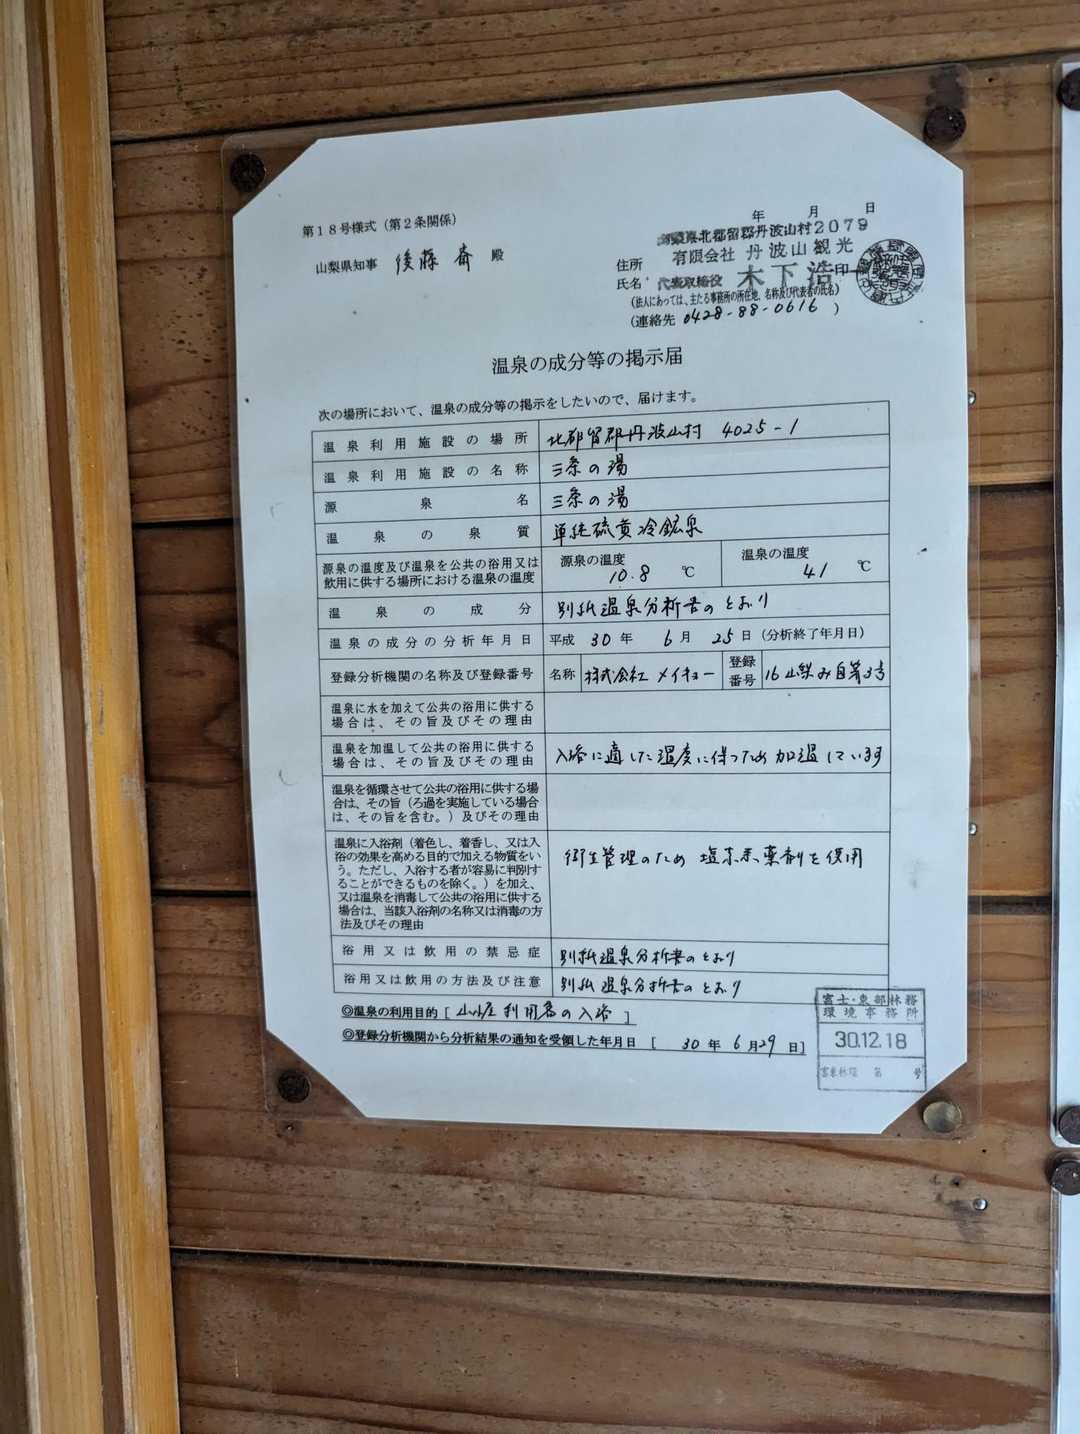 第18号様式（第2条関係）
年 月 日
山梨県知事 後藤 斎 殿
北都留郡丹波山村2079
住所 有限会社 丹波山観光
氏名 代表取締役 木下浩一 印
（法人にあっては、主たる事務所の所在地、名称及び代表者の氏名）
（連絡先 0428-88-0616 ）
温泉の成分等の掲示届
次の場所において、温泉の成分等の掲示をしたいので、届けます。
温泉利用施設の場所 北都留郡丹波山村 4025-1
温泉利用施設の名称 三条の湯
源泉名 三条の湯
温泉の泉質 単純硫黄冷鉱泉
源泉の温度及び温泉を公共の浴用又は
飲用に供する場所における温泉の温度
源泉の温度 10.8 ℃
温泉の温度 41 ℃
温泉の成分 別紙温泉分析書のとおり
温泉の成分の分析年月日 平成 30 年 6 月 25 日（分析終了年月日）
登録分析機関の名称及び登録番号 名称 株式会社 メイキョー 登録番号 16山梨み自第3号
温泉に水を加えて公共の浴用に供する
場合は、その旨及びその理由
温泉を加温して公共の浴用に供する
場合は、その旨及びその理由
入浴に適した温度に保つため加温しています
温泉を循環させて公共の浴用に供する場
合は、その旨（ろ過を実施している場合
は、その旨を含む。）及びその理由
温泉に入浴剤（着色し、着香し、又は入
浴の効果を高める目的で加える物質をい
う。ただし、入浴する者が容易に判別す
ることができるものを除く。）を加え、
又は温泉を消毒して公共の浴用に供する
場合は、当該入浴剤の名称又は消毒の方
法及びその理由
衛生管理のため 塩素系薬剤を使用
浴用又は飲用の禁忌症 別紙温泉分析書のとおり
浴用又は飲用の方法及び注意 別紙温泉分析書のとおり
◎温泉の利用目的［ 山小屋利用者の入浴 ］
◎登録分析機関から分析結果の通知を受領した年月日 ［ 30 年 6 月 29 日］
富士・東部林務
環境事務所
30.12.18
富東林環 第 号